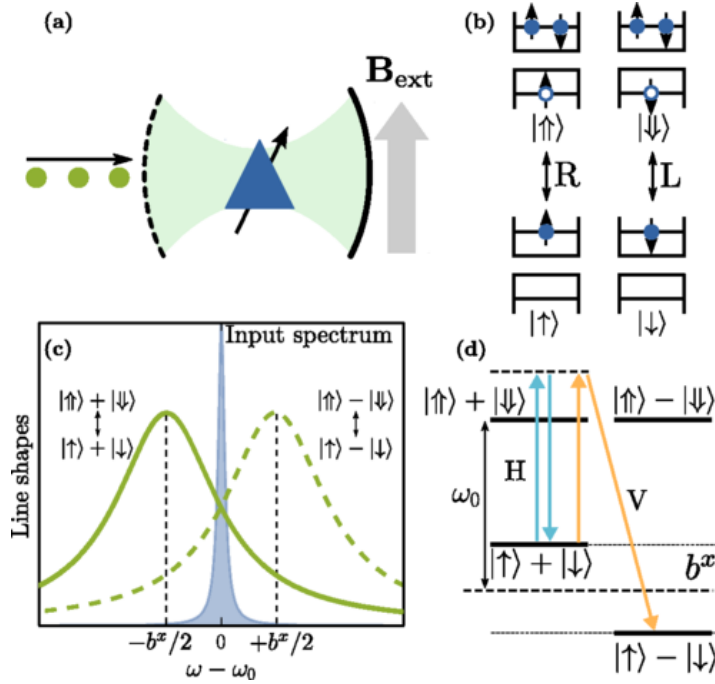 (a)
B_ext
(b)
|⇑⟩
|⇓⟩
R
L
|↑⟩
|↓⟩
(c)
Input spectrum
|⇑⟩ + |⇓⟩
|↑⟩ + |↓⟩
|⇑⟩ − |⇓⟩
|↑⟩ − |↓⟩
Line shapes
−b^x/2
0
+b^x/2
ω − ω_0
(d)
|⇑⟩ + |⇓⟩
|⇑⟩ − |⇓⟩
H
V
ω_0
|↑⟩ + |↓⟩
b^x
|↑⟩ − |↓⟩